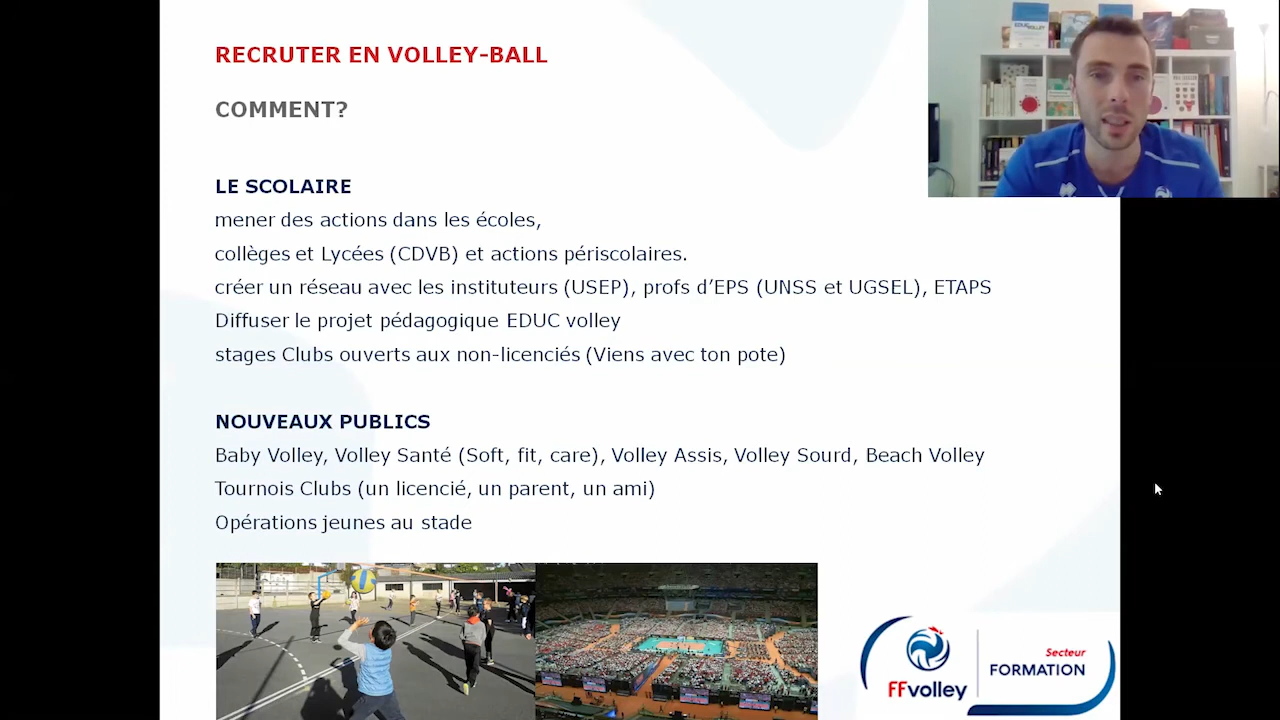 RECRUTER EN VOLLEY-BALL
COMMENT?
LE SCOLAIRE
mener des actions dans les écoles,
collèges et Lycées (CDVB) et actions périscolaires.
créer un réseau avec les instituteurs (USEP), profs d’EPS (UNSS et UGSEL), ETAPS
Diffuser le projet pédagogique EDUC volley
stages Clubs ouverts aux non-licenciés (Viens avec ton pote)
NOUVEAUX PUBLICS
Baby Volley, Volley Santé (Soft, fit, care), Volley Assis, Volley Sourd, Beach Volley
Tournois Clubs (un licencié, un parent, un ami)
Opérations jeunes au stade
FFvolley
Secteur
FORMATION